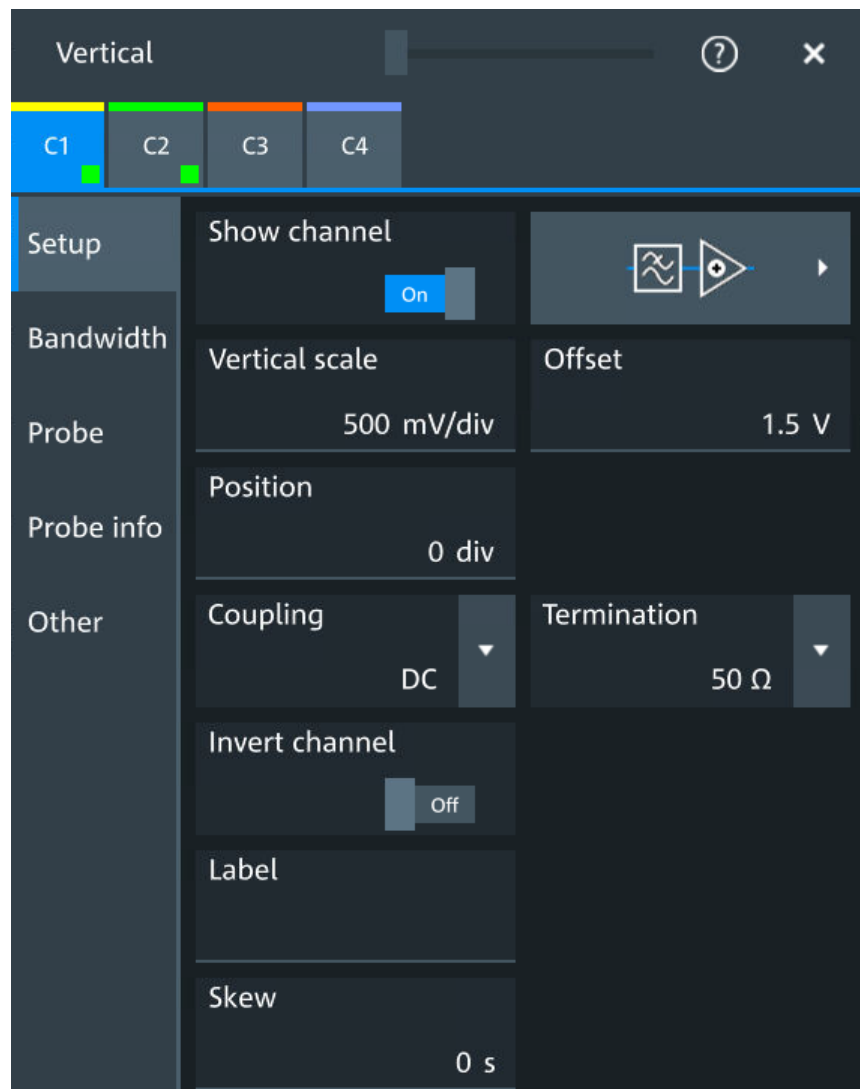 Vertical
?
C1
C2
C3
C4
Setup
Bandwidth
Probe
Probe info
Other
Show channel
On
Vertical scale
500 mV/div
Offset
1.5 V
Position
0 div
Coupling
DC
Termination
50 Ω
Invert channel
Off
Label
Skew
0 s